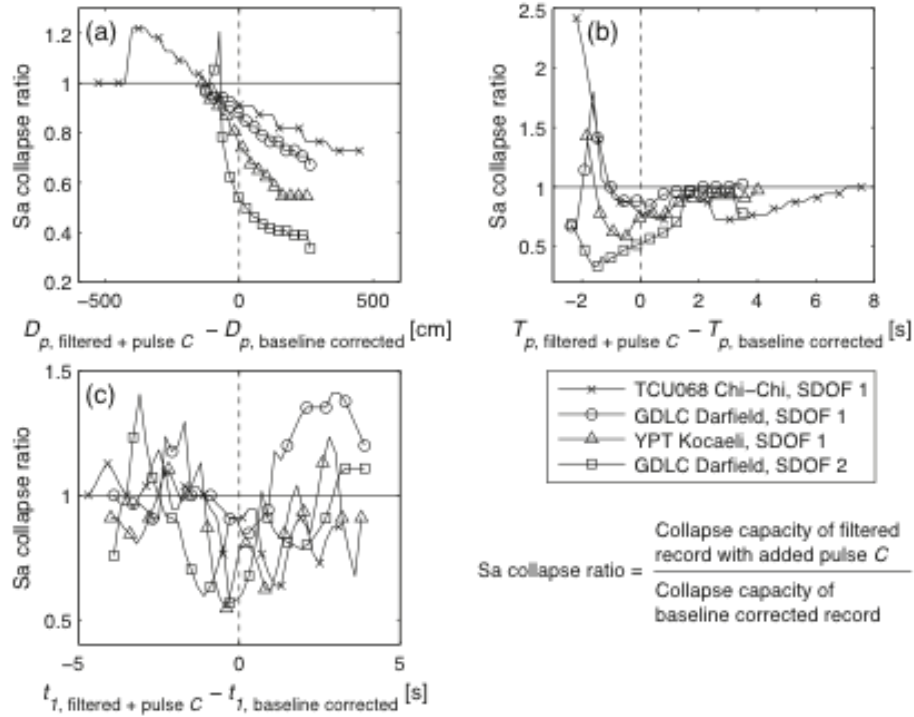 (a)
1.2
1
0.8
0.6
0.4
0.2
Sa collapse ratio
−500
0
500
D_p, filtered + pulse C − D_p, baseline corrected [cm]
(b)
2.5
2
1.5
1
0.5
Sa collapse ratio
−2
0
2
4
6
8
T_p, filtered + pulse C − T_p, baseline corrected [s]
(c)
1.5
1
0.5
Sa collapse ratio
−5
0
5
t_1, filtered + pulse C − t_1, baseline corrected [s]
TCU068 Chi−Chi, SDOF 1
GDLC Darfield, SDOF 1
YPT Kocaeli, SDOF 1
GDLC Darfield, SDOF 2
Collapse capacity of filtered
record with added pulse C
Sa collapse ratio =
Collapse capacity of
baseline corrected record